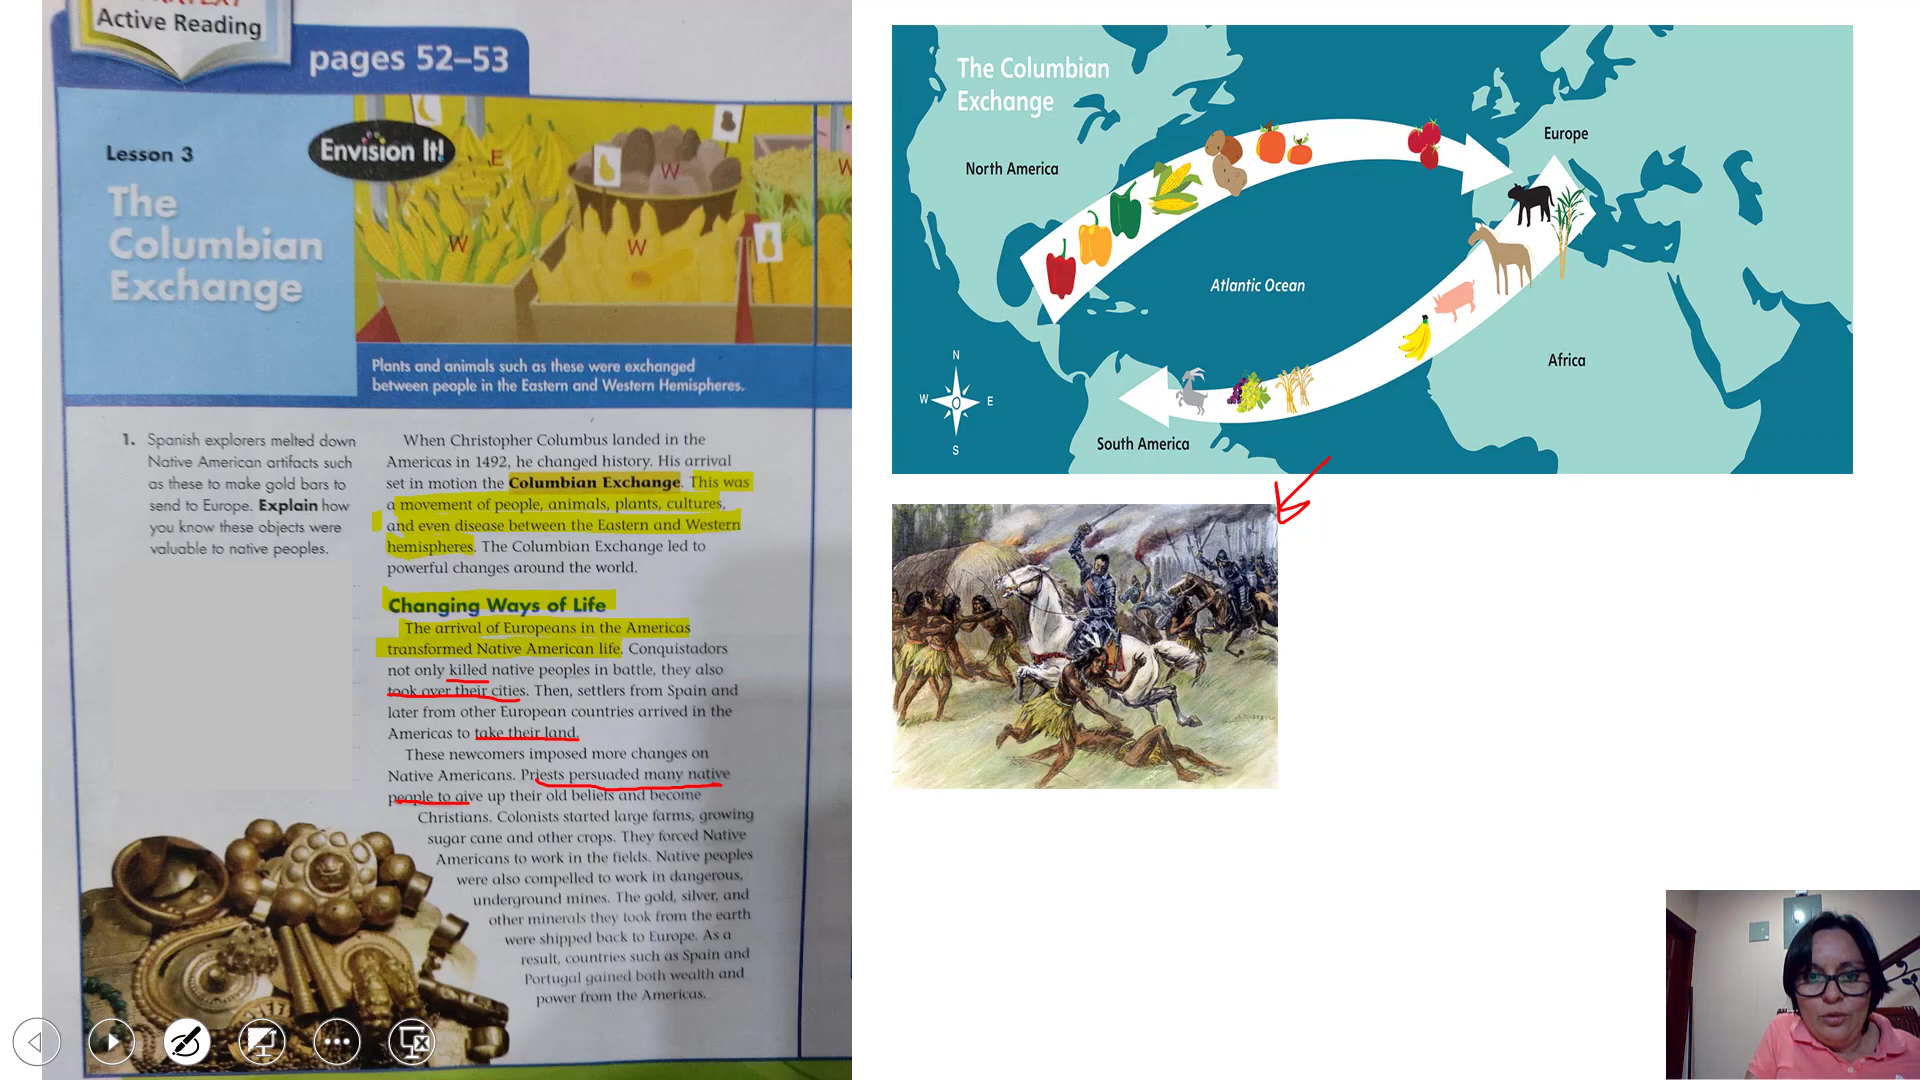 Active Reading
pages 52–53
Lesson 3
The
Columbian
Exchange
Envision It!
E
W
W
W
W
Plants and animals such as these were exchanged
between people in the Eastern and Western Hemispheres.
1. Spanish explorers melted down
Native American artifacts such
as these to make gold bars to
send to Europe. Explain how
you know these objects were
valuable to native peoples.
When Christopher Columbus landed in the
Americas in 1492, he changed history. His arrival
set in motion the Columbian Exchange. This was
a movement of people, animals, plants, cultures,
and even disease between the Eastern and Western
hemispheres. The Columbian Exchange led to
powerful changes around the world.
Changing Ways of Life
The arrival of Europeans in the Americas
transformed Native American life. Conquistadors
not only killed native peoples in battle, they also
took over their cities. Then, settlers from Spain and
later from other European countries arrived in the
Americas to take their land.
These newcomers imposed more changes on
Native Americans. Priests persuaded many native
people to give up their old beliefs and become
Christians. Colonists started large farms, growing
sugar cane and other crops. They forced Native
Americans to work in the fields. Native peoples
were also compelled to work in dangerous,
underground mines. The gold, silver, and
other minerals they took from the earth
were shipped back to Europe. As a
result, countries such as Spain and
Portugal gained both wealth and
power from the Americas.
The Columbian
Exchange
North America
Europe
Atlantic Ocean
Africa
South America
N
W
E
S